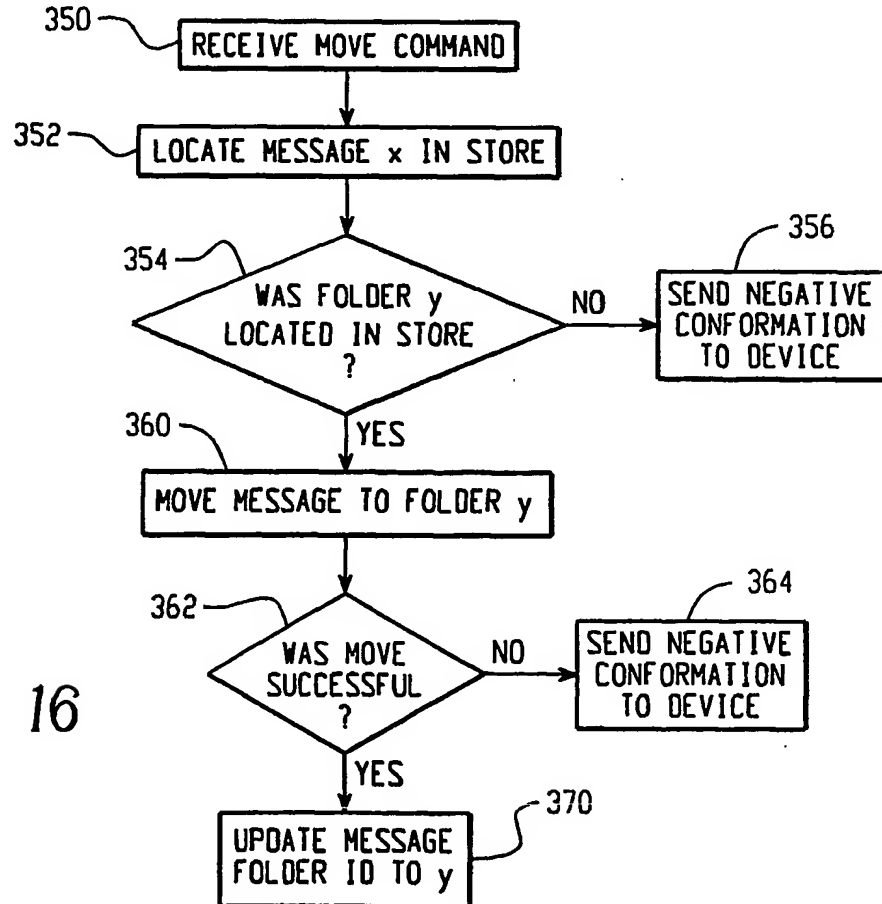 350
RECEIVE MOVE COMMAND
352
LOCATE MESSAGE x IN STORE
354
WAS FOLDER y
LOCATED IN STORE
?
NO
356
SEND NEGATIVE
CONFORMATION
TO DEVICE
YES
360
MOVE MESSAGE TO FOLDER y
362
WAS MOVE
SUCCESSFUL
?
NO
364
SEND NEGATIVE
CONFORMATION
TO DEVICE
16
YES
370
UPDATE MESSAGE
FOLDER ID TO y